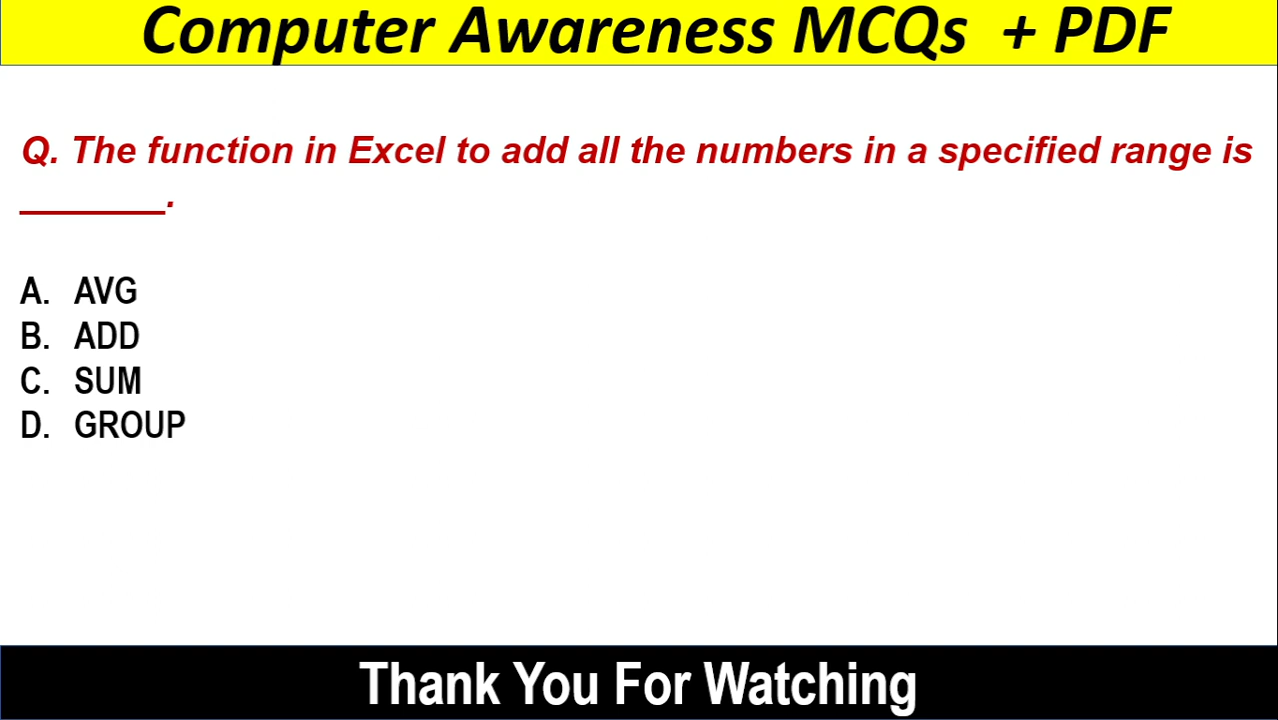 Computer Awareness MCQs + PDF
Q. The function in Excel to add all the numbers in a specified range is
_______.
A. AVG
B. ADD
C. SUM
D. GROUP
Thank You For Watching